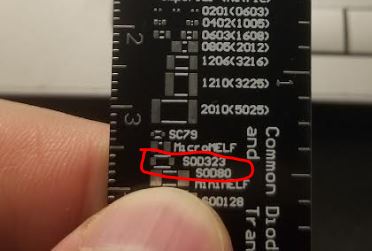 0201(0603)
0402(1005)
0603(1608)
0805(2012)
1206(3216)
1210(3225)
2010(5025)
SC79
MicroMELF
SOD323
SOD80
MiniMELF
SOD128
2
3
1
Common Diod
and Tran